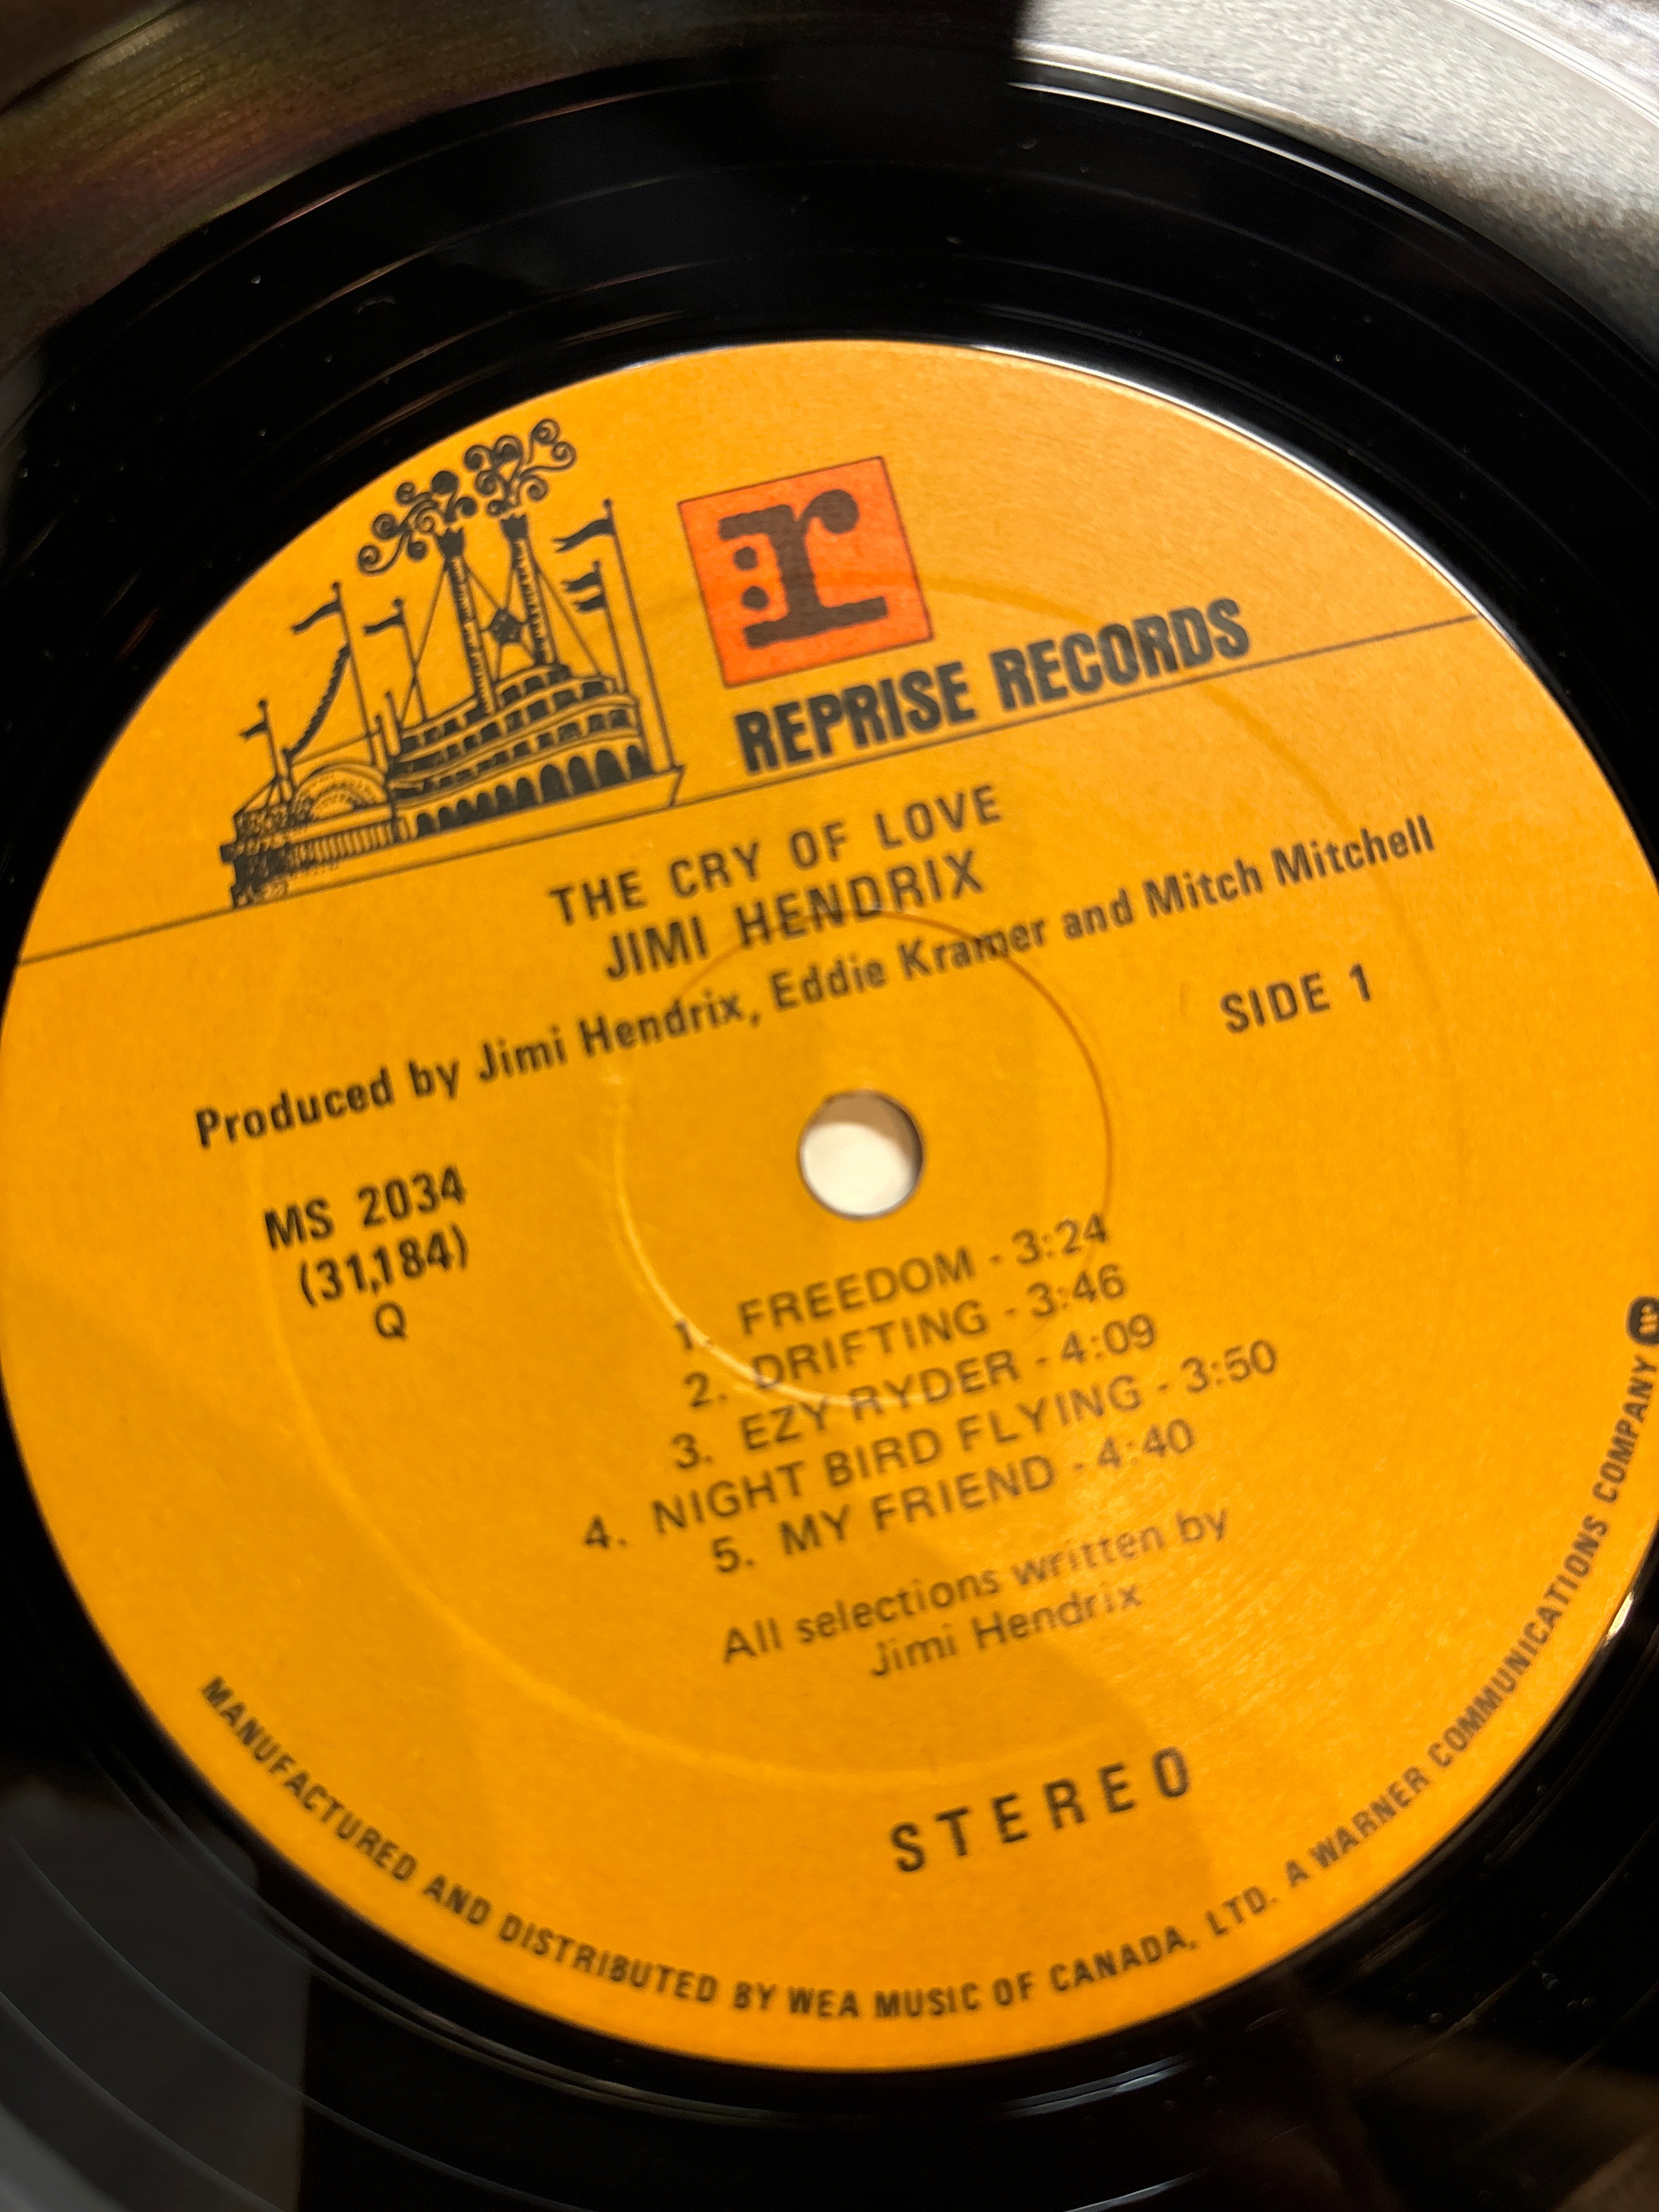 r:
REPRISE RECORDS
THE CRY OF LOVE
JIMI HENDRIX
Produced by Jimi Hendrix, Eddie Kramer and Mitch Mitchell
SIDE 1
MS 2034
(31,184)
Q
1. FREEDOM - 3:24
2. DRIFTING - 3:46
3. EZY RYDER - 4:09
4. NIGHT BIRD FLYING - 3:50
5. MY FRIEND - 4:40
All selections written by
Jimi Hendrix
STEREO
MANUFACTURED AND DISTRIBUTED BY WEA MUSIC OF CANADA, LTD. A WARNER COMMUNICATIONS COMPANY